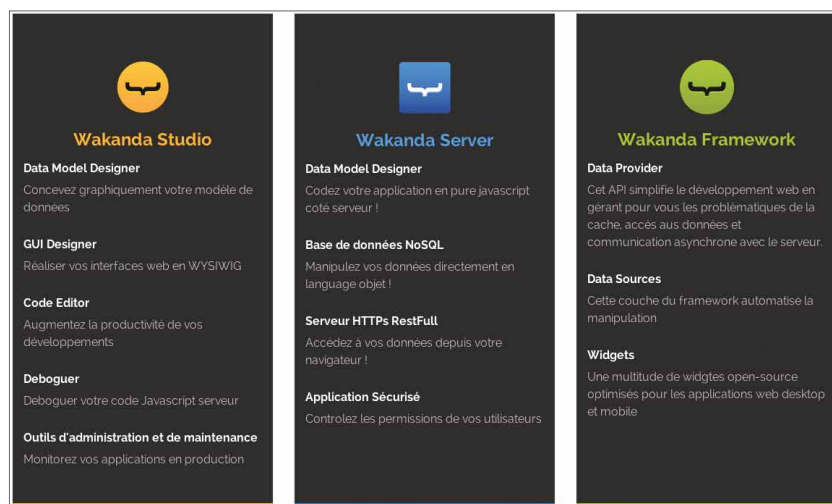 Wakanda Studio
Data Model Designer
Concevez graphiquement votre modèle de
données
GUI Designer
Réaliser vos interfaces web en WYSIWIG
Code Editor
Augmentez la productivité de vos
développements
Deboguer
Deboguer votre code Javascript serveur
Outils d'administration et de maintenance
Monitorez vos applications en production
Wakanda Server
Data Model Designer
Codez votre application en pure javascript
coté serveur !
Base de données NoSQL
Manipulez vos données directement en
language objet !
Serveur HTTPs RestFull
Accédez à vos données depuis votre
navigateur !
Application Sécurisé
Controlez les permissions de vos utilisateurs
Wakanda Framework
Data Provider
Cet API simplifie le développement web en
gérant pour vous les problèmatiques de la
cache, accès aus données et
communication asynchrone avec le serveur.
Data Sources
Cette couche du framework automatise la
manipulation
Widgets
Une multitude de widgtes open-source
optimisés pour les applications web desktop
et mobile